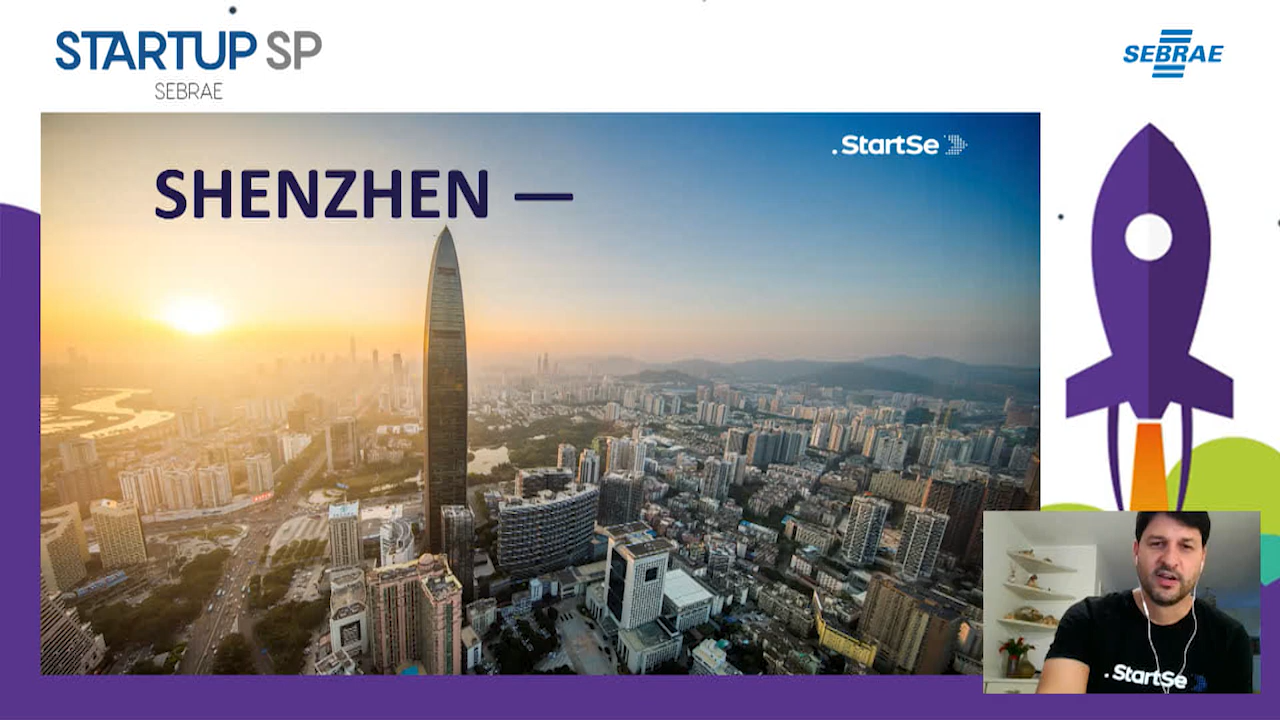 STARTUP SP
SEBRAE
SEBRAE
.StartSe
SHENZHEN —
.StartSe